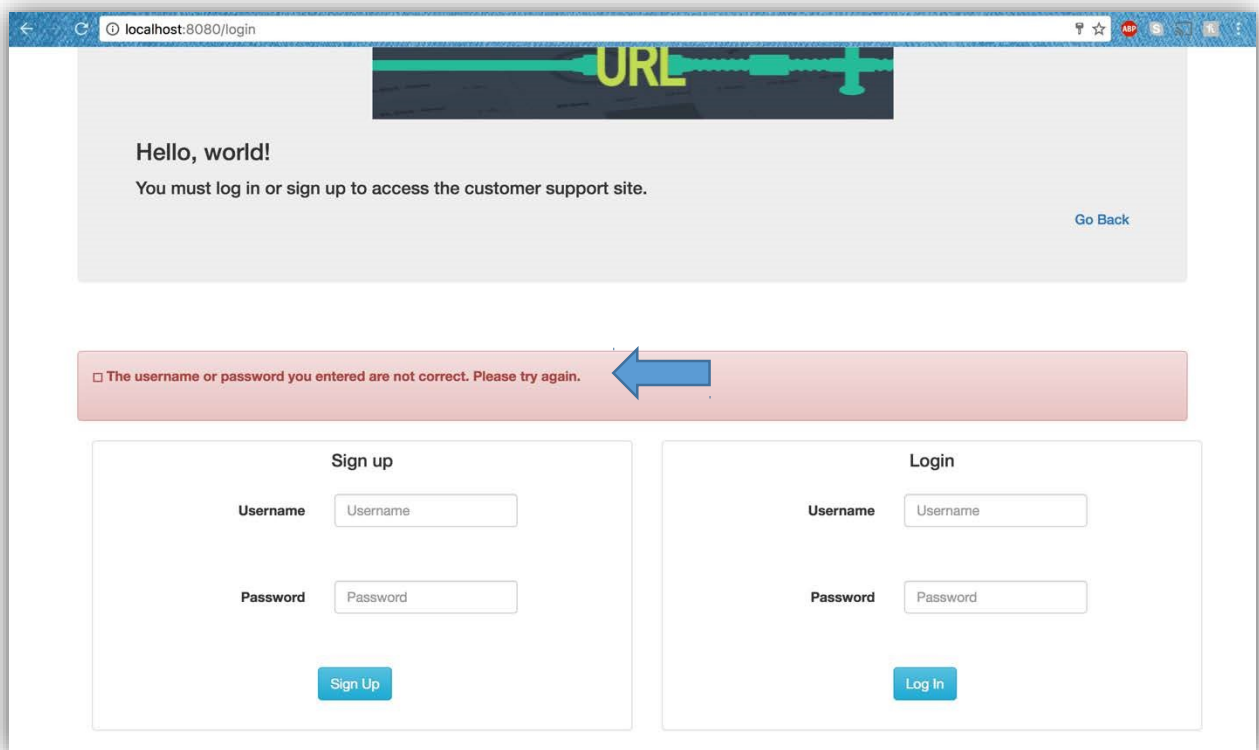 localhost:8080/login
ABP
S
URL
Hello, world!
You must log in or sign up to access the customer support site.
Go Back
The username or password you entered are not correct. Please try again.
Sign up
Login
Username
Username
Username
Username
Password
Password
Password
Password
Sign Up
Log In